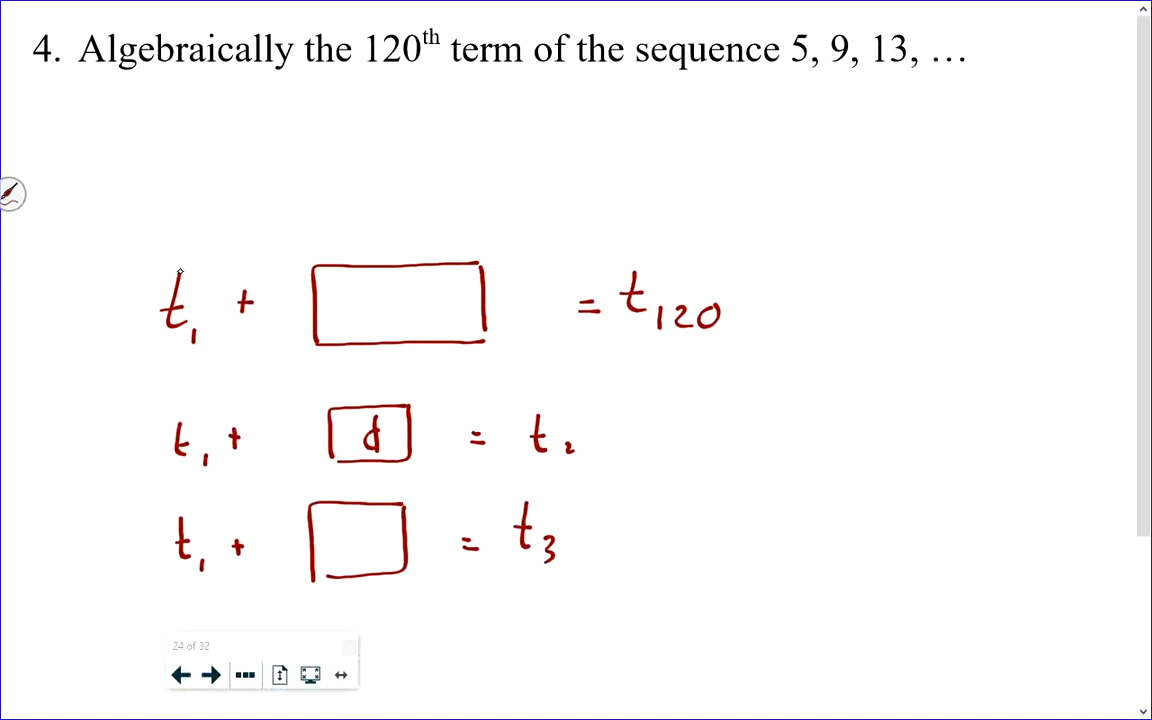 4. Algebraically the 120th term of the sequence 5, 9, 13, …
t₁ + = t₁₂₀
t₁ + d = t₂
t₁ + = t₃
24 of 32